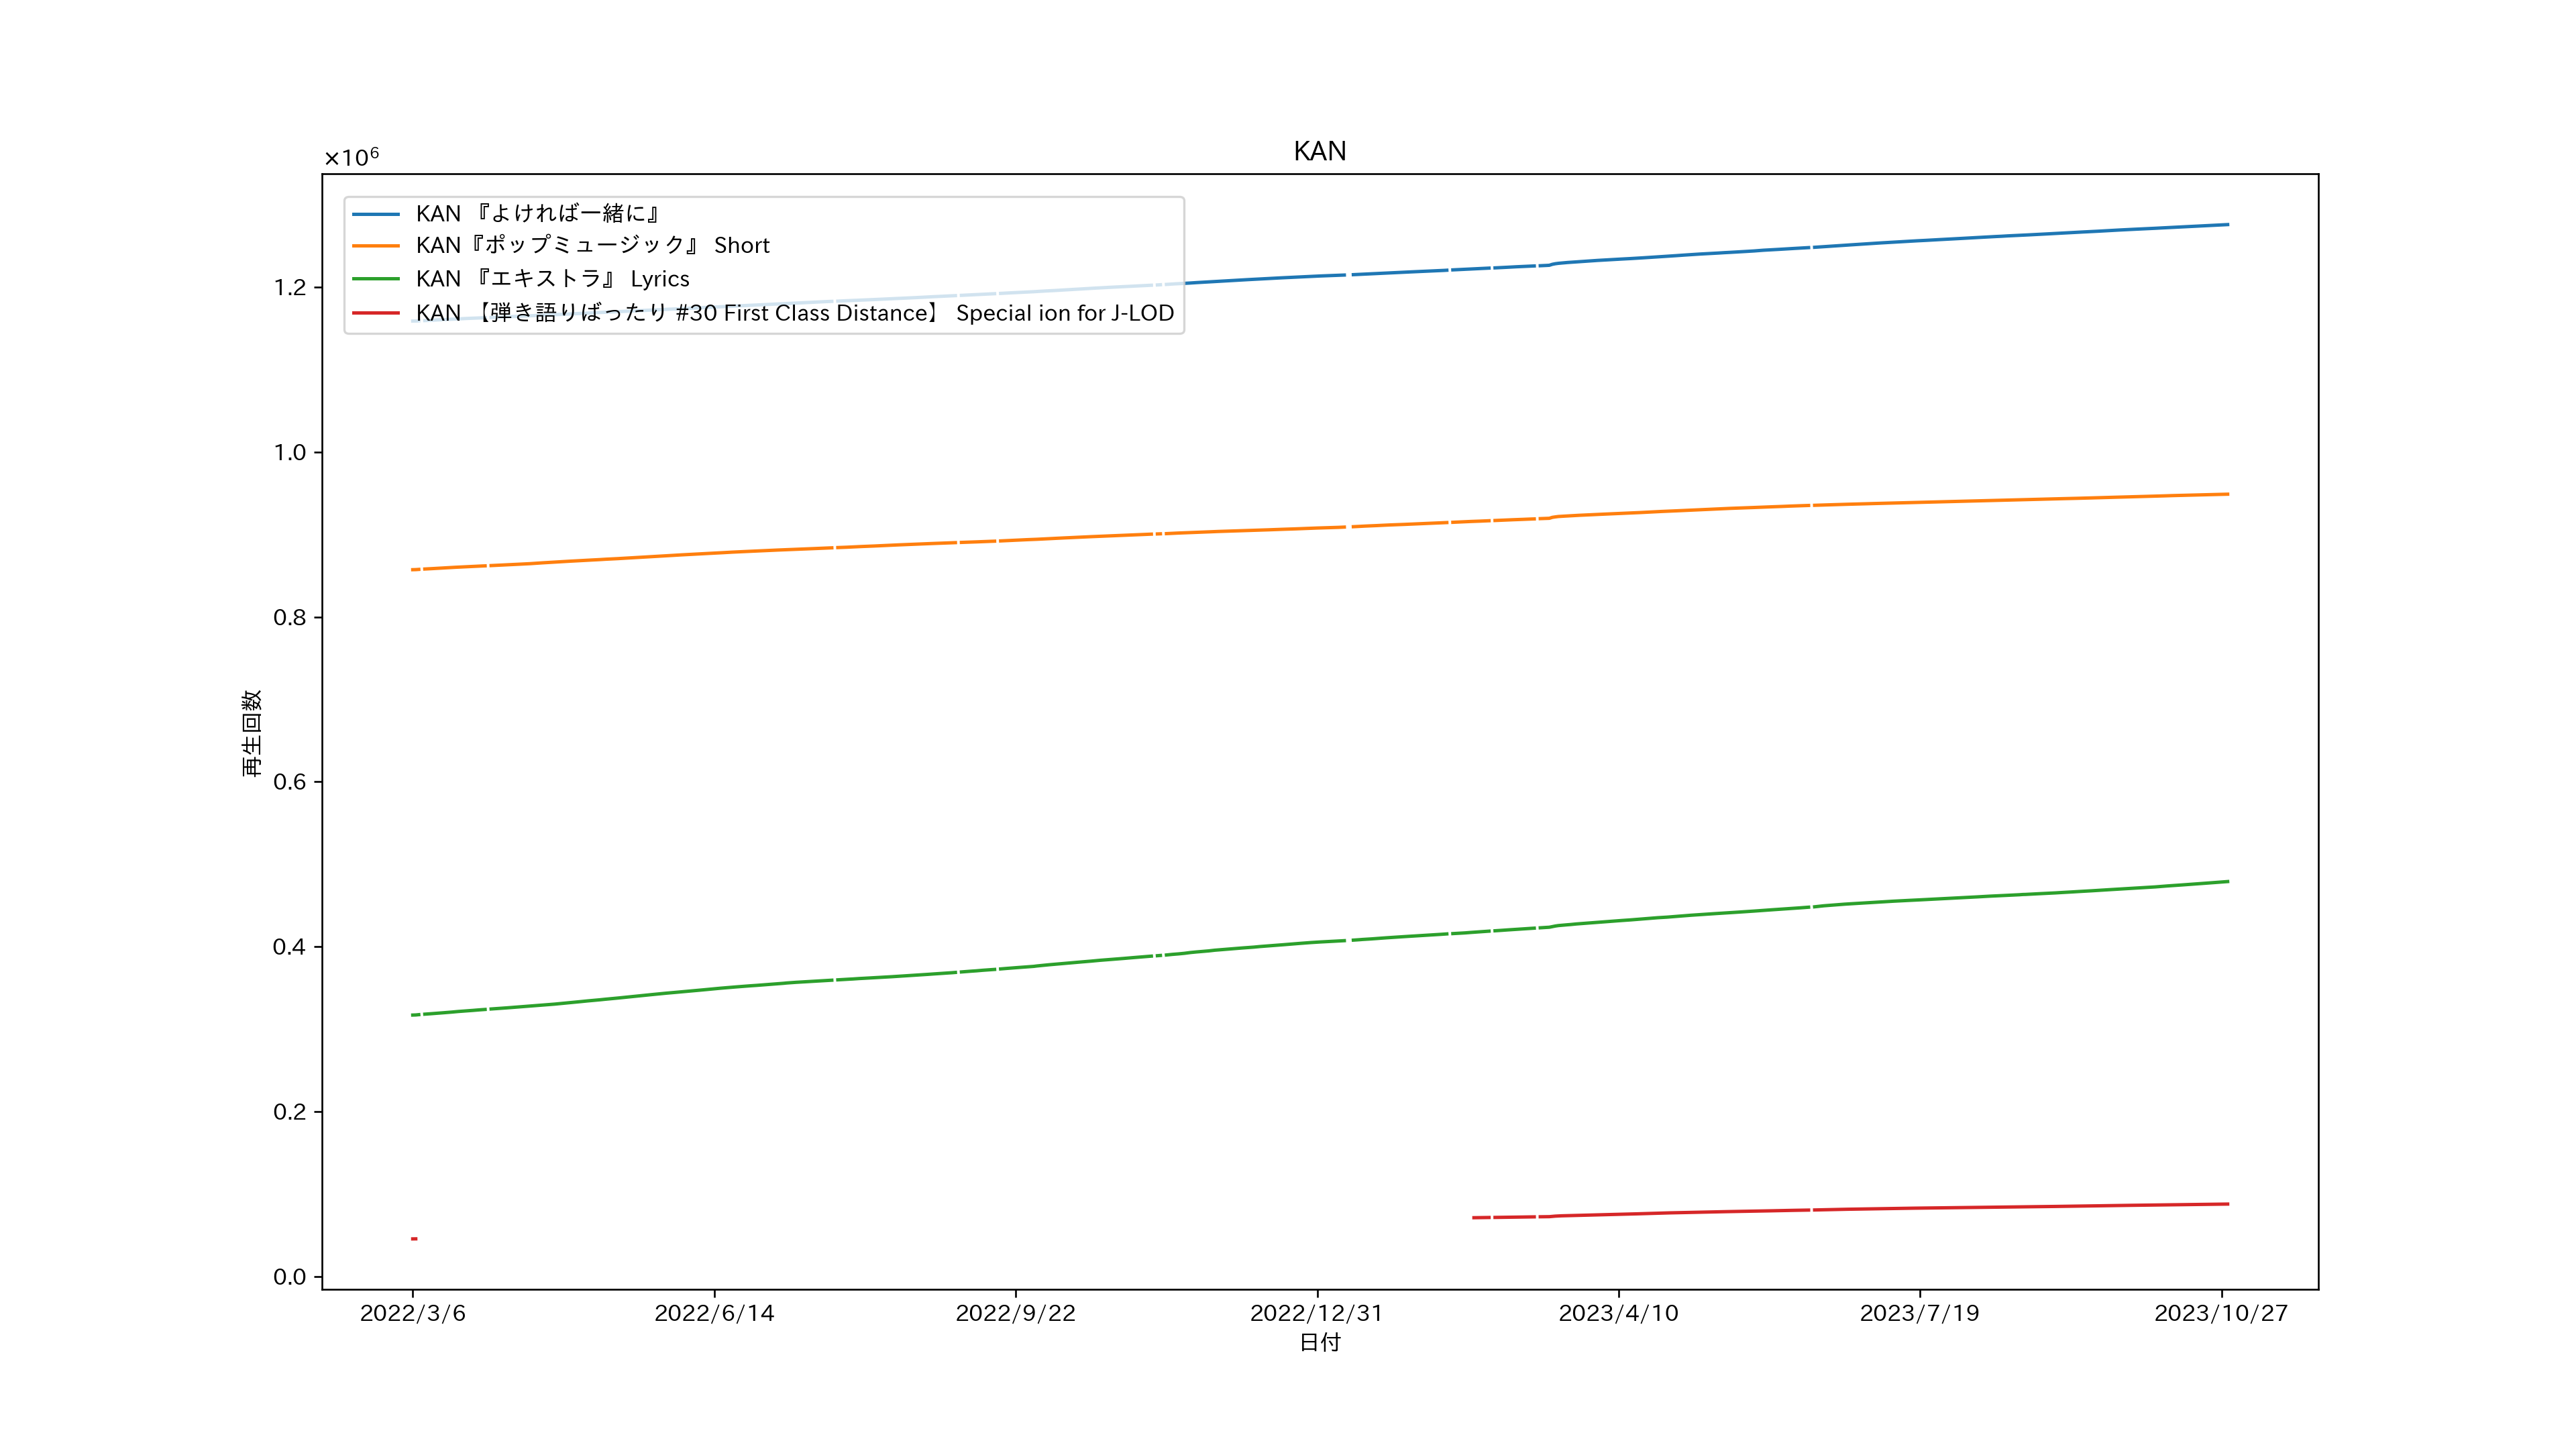 KAN
×10⁶
KAN 『よければ一緒に』
KAN『ポップミュージック』 Short
KAN 『エキストラ』 Lyrics
KAN 【弾き語りばったり #30 First Class Distance】 Special ion for J-LOD
1.2
1.0
0.8
0.6
0.4
0.2
0.0
再生回数
2022/3/6 2022/6/14 2022/9/22 2022/12/31 2023/4/10 2023/7/19 2023/10/27
日付